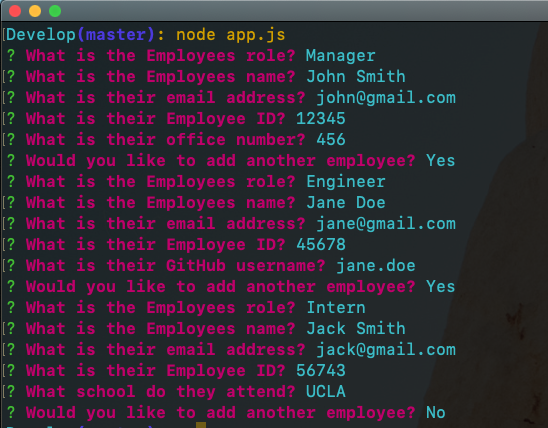 Develop(master): node app.js
? What is the Employees role? Manager
? What is the Employees name? John Smith
? What is their email address? john@gmail.com
? What is their Employee ID? 12345
? What is their office number? 456
? Would you like to add another employee? Yes
? What is the Employees role? Engineer
? What is the Employees name? Jane Doe
? What is their email address? jane@gmail.com
? What is their Employee ID? 45678
? What is their GitHub username? jane.doe
? Would you like to add another employee? Yes
? What is the Employees role? Intern
? What is the Employees name? Jack Smith
? What is their email address? jack@gmail.com
? What is their Employee ID? 56743
? What school do they attend? UCLA
? Would you like to add another employee? No